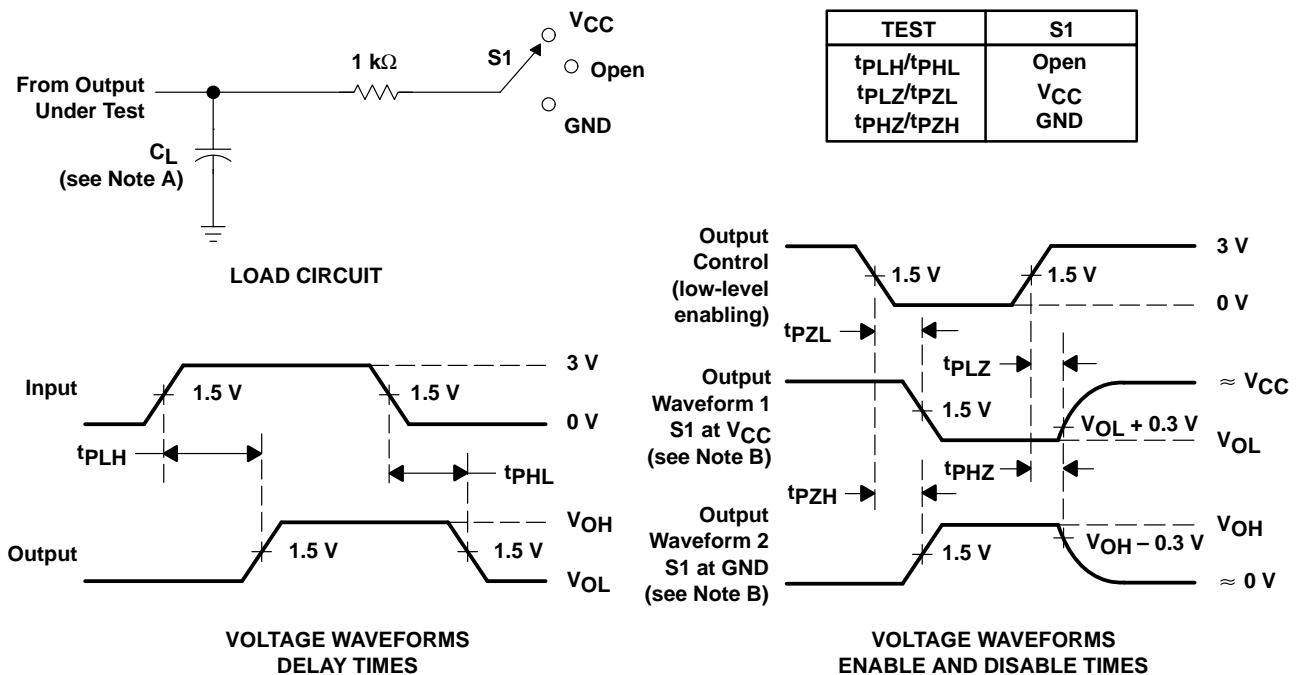 VCC
S1
Open
GND
1 kΩ
From Output
Under Test
CL
(see Note A)
LOAD CIRCUIT
TEST S1
tPLH/tPHL Open
tPLZ/tPZL VCC
tPHZ/tPZH GND
Input
1.5 V
1.5 V
3 V
0 V
tPLH
tPHL
Output
1.5 V
1.5 V
VOH
VOL
VOLTAGE WAVEFORMS
DELAY TIMES
Output
Control
(low-level
enabling)
1.5 V
1.5 V
3 V
0 V
tPZL
tPLZ
Output
Waveform 1
S1 at VCC
(see Note B)
1.5 V
VOL + 0.3 V
≈ VCC
VOL
tPZH
tPHZ
Output
Waveform 2
S1 at GND
(see Note B)
1.5 V
VOH – 0.3 V
VOH
≈ 0 V
VOLTAGE WAVEFORMS
ENABLE AND DISABLE TIMES